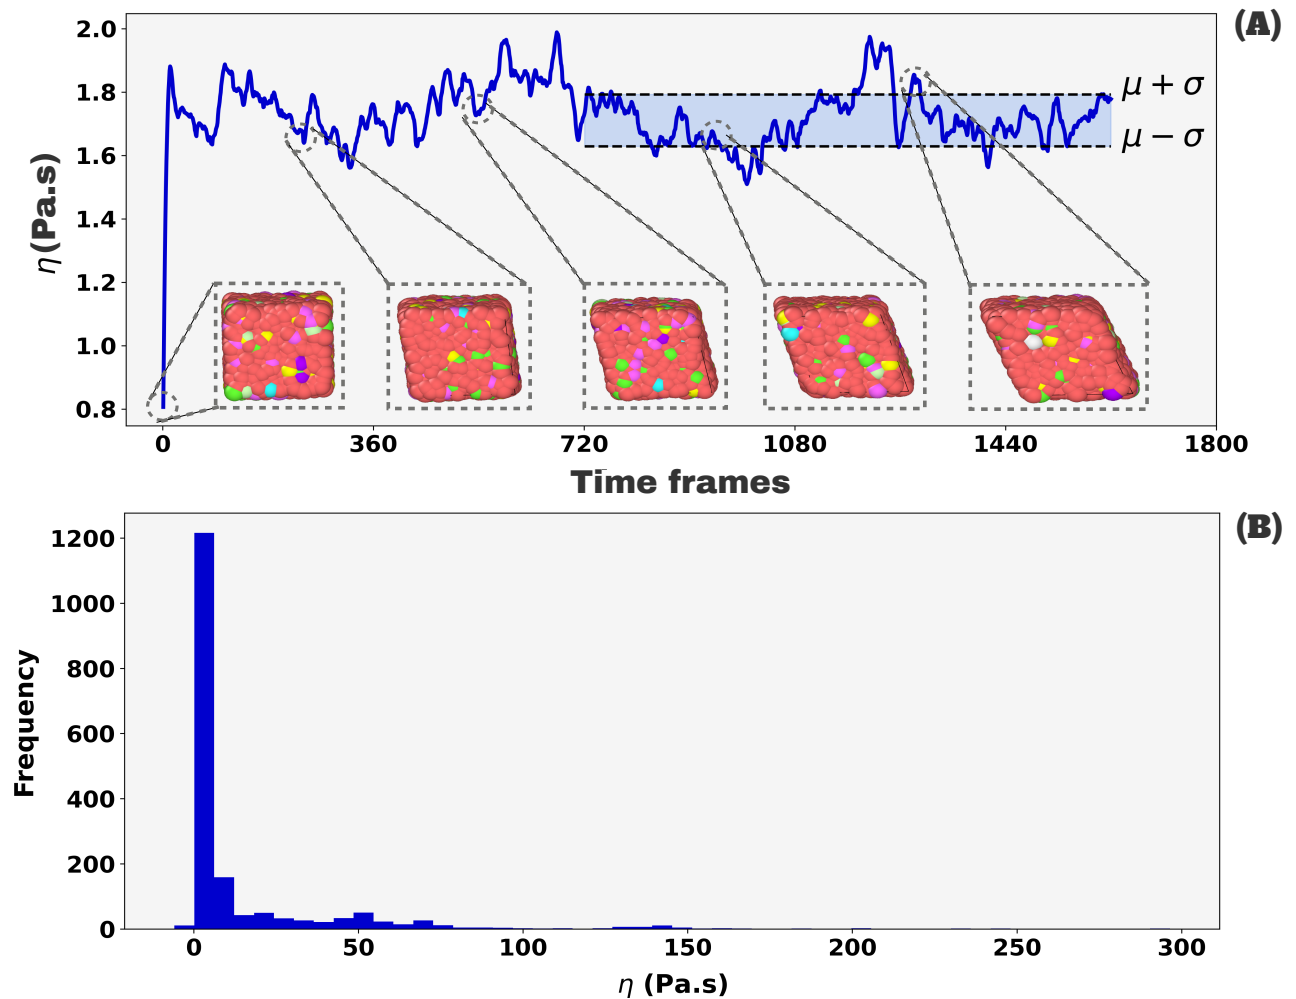 (A)
2.0
1.8
1.6
1.4
1.2
1.0
0.8
η(Pa.s)
μ + σ
μ − σ
0 360 720 1080 1440 1800
Time frames
(B)
1200
1000
800
600
400
200
0
Frequency
0 50 100 150 200 250 300
η (Pa.s)